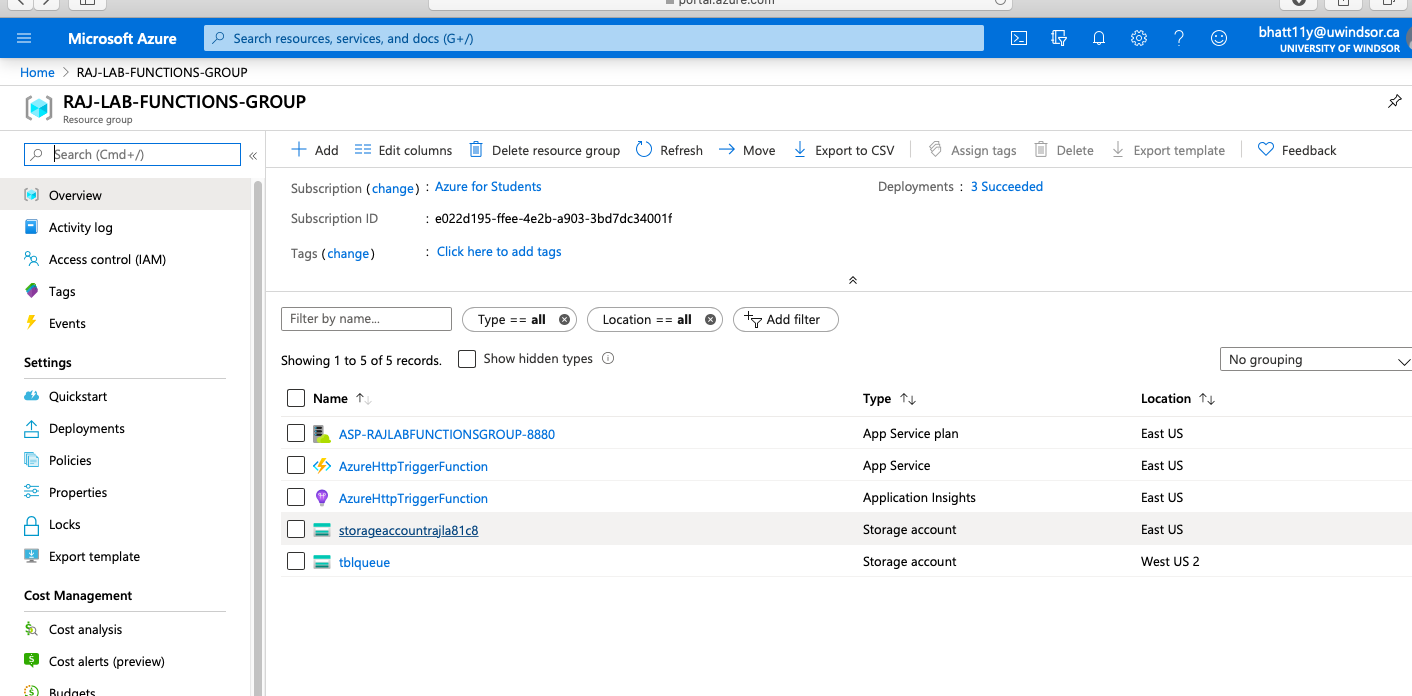 portal.azure.com
Microsoft Azure
Search resources, services, and docs (G+/)
bhatt11y@uwindsor.ca
UNIVERSITY OF WINDSOR
Home > RAJ-LAB-FUNCTIONS-GROUP
RAJ-LAB-FUNCTIONS-GROUP
Resource group
Search (Cmd+/)
«
Overview
Activity log
Access control (IAM)
Tags
Events
Settings
Quickstart
Deployments
Policies
Properties
Locks
Export template
Cost Management
Cost analysis
Cost alerts (preview)
Budgets
Add Edit columns Delete resource group Refresh Move Export to CSV Assign tags Delete Export template Feedback
Subscription (change) : Azure for Students
Deployments : 3 Succeeded
Subscription ID : e022d195-ffee-4e2b-a903-3bd7dc34001f
Tags (change) : Click here to add tags
Filter by name... Type == all Location == all Add filter
Showing 1 to 5 of 5 records. Show hidden types No grouping
Name Type Location
ASP-RAJLABFUNCTIONSGROUP-8880 App Service plan East US
AzureHttpTriggerFunction App Service East US
AzureHttpTriggerFunction Application Insights East US
storageaccountrajla81c8 Storage account East US
tblqueue Storage account West US 2